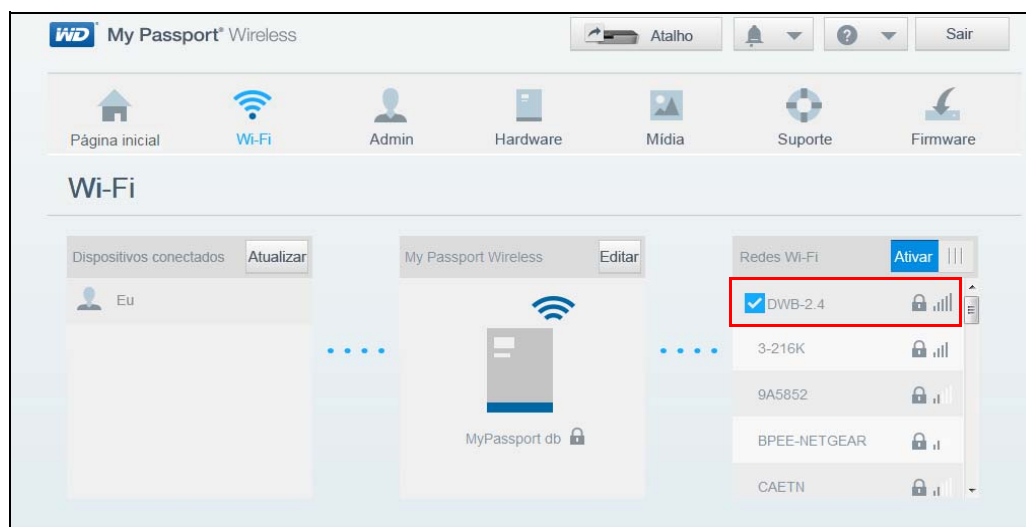 WD My Passport® Wireless
Atalho
?
Sair
Página inicial
Wi-Fi
Admin
Hardware
Mídia
Suporte
Firmware
Wi-Fi
Dispositivos conectados
Atualizar
My Passport Wireless
Editar
Redes Wi-Fi
Ativar
Eu
DWB-2.4
3-216K
9A5852
MyPassport db
BPEE-NETGEAR
CAETN